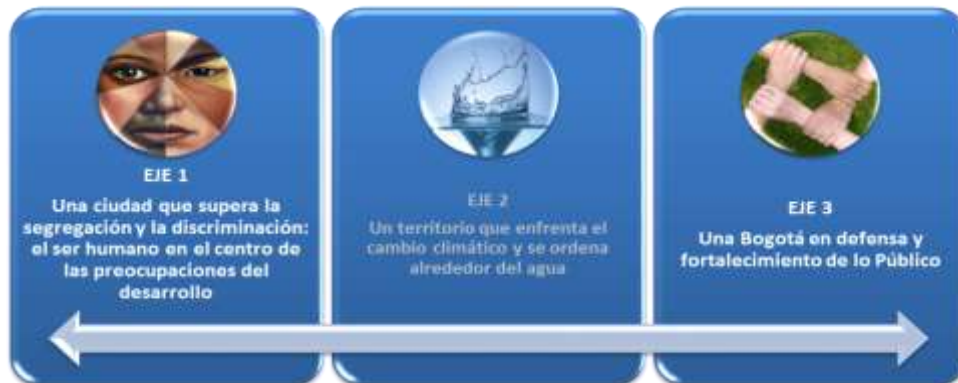 EJE 1
Una ciudad que supera la
segregación y la discriminación:
el ser humano en el centro de
las preocupaciones del
desarrollo
EJE 2
Un territorio que enfrenta el
cambio climático y se ordena
alrededor del agua
EJE 3
Una Bogotá en defensa y
fortalecimiento de lo Público